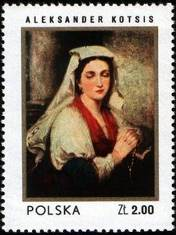 ALEKSANDER KOTSIS
POLSKA ZŁ 2.00